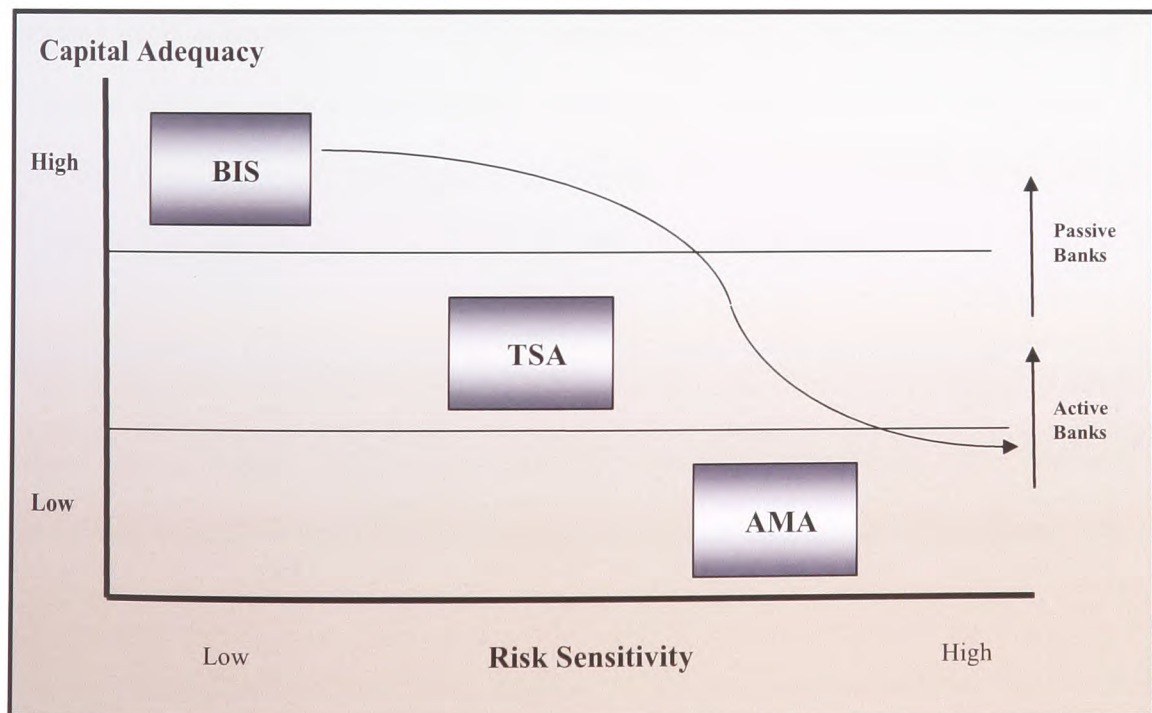 Capital Adequacy
High
BIS
Passive
Banks
TSA
Active
Banks
Low
AMA
Low Risk Sensitivity High